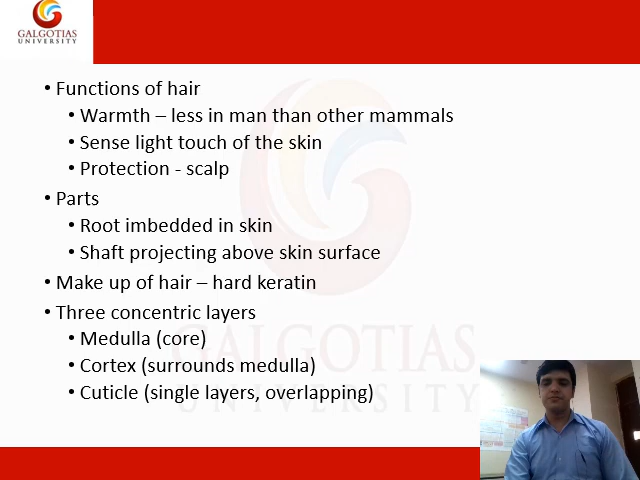 GALGOTIAS
UNIVERSITY
• Functions of hair
• Warmth – less in man than other mammals
• Sense light touch of the skin
• Protection - scalp
• Parts
• Root imbedded in skin
• Shaft projecting above skin surface
• Make up of hair – hard keratin
• Three concentric layers
• Medulla (core)
• Cortex (surrounds medulla)
• Cuticle (single layers, overlapping)
GALGOTIAS
UNIVERSITY